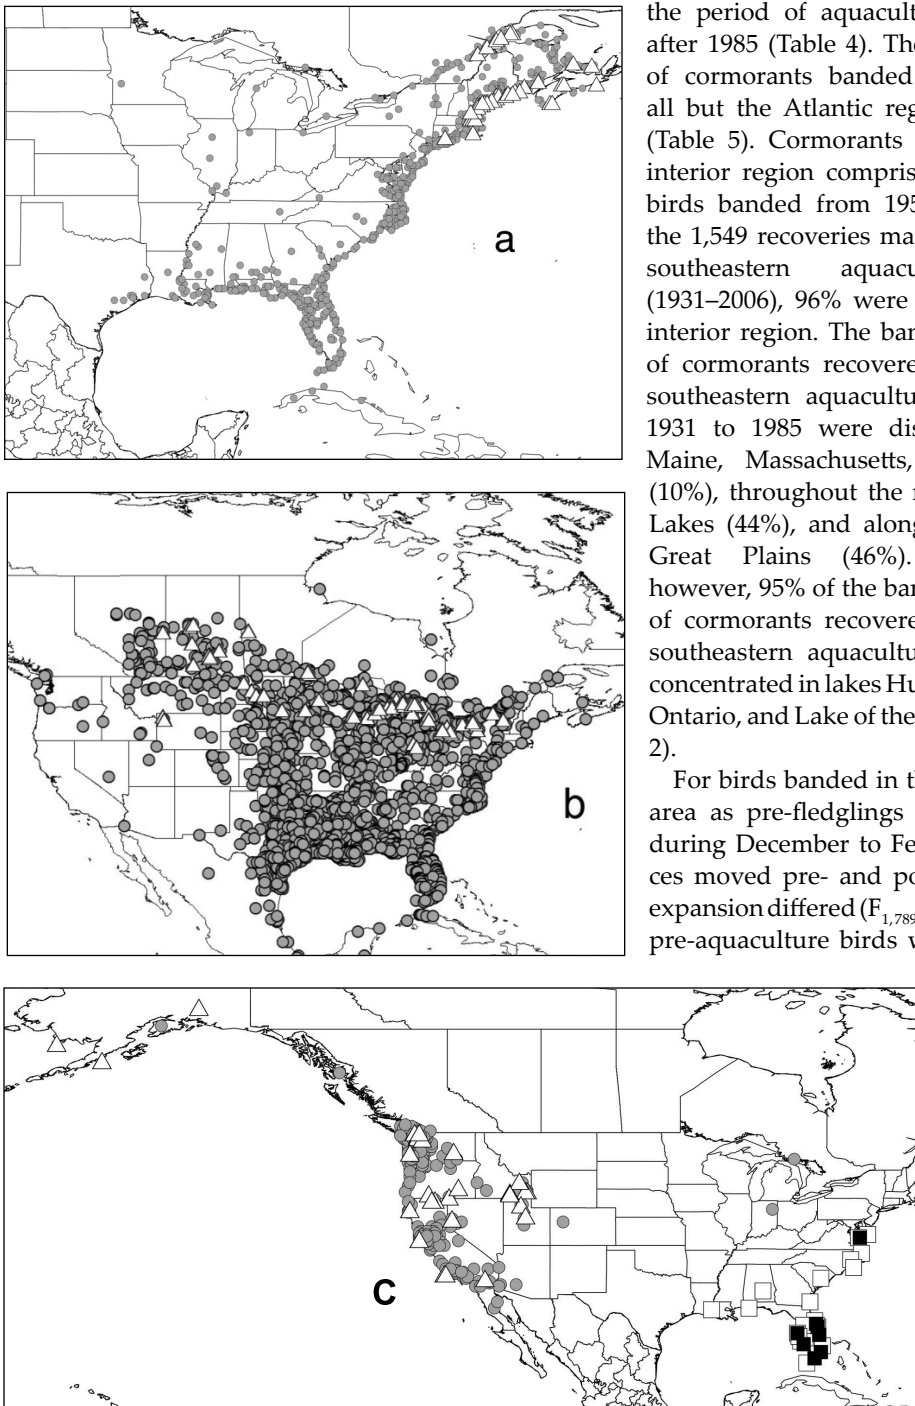 the period of aquacult
after 1985 (Table 4). The
of cormorants banded
all but the Atlantic reg
(Table 5). Cormorants
interior region compris
birds banded from 195
the 1,549 recoveries ma
southeastern aquacu
(1931–2006), 96% were
interior region. The ban
of cormorants recovere
southeastern aquacultu
1931 to 1985 were dis
Maine, Massachusetts,
(10%), throughout the r
Lakes (44%), and along
Great Plains (46%).
however, 95% of the ban
of cormorants recovere
southeastern aquacultu
concentrated in lakes Hu
Ontario, and Lake of the
2).
For birds banded in th
area as pre-fledglings
during December to Fe
ces moved pre- and po
expansion differed (F1,789
pre-aquaculture birds w
a
b
c